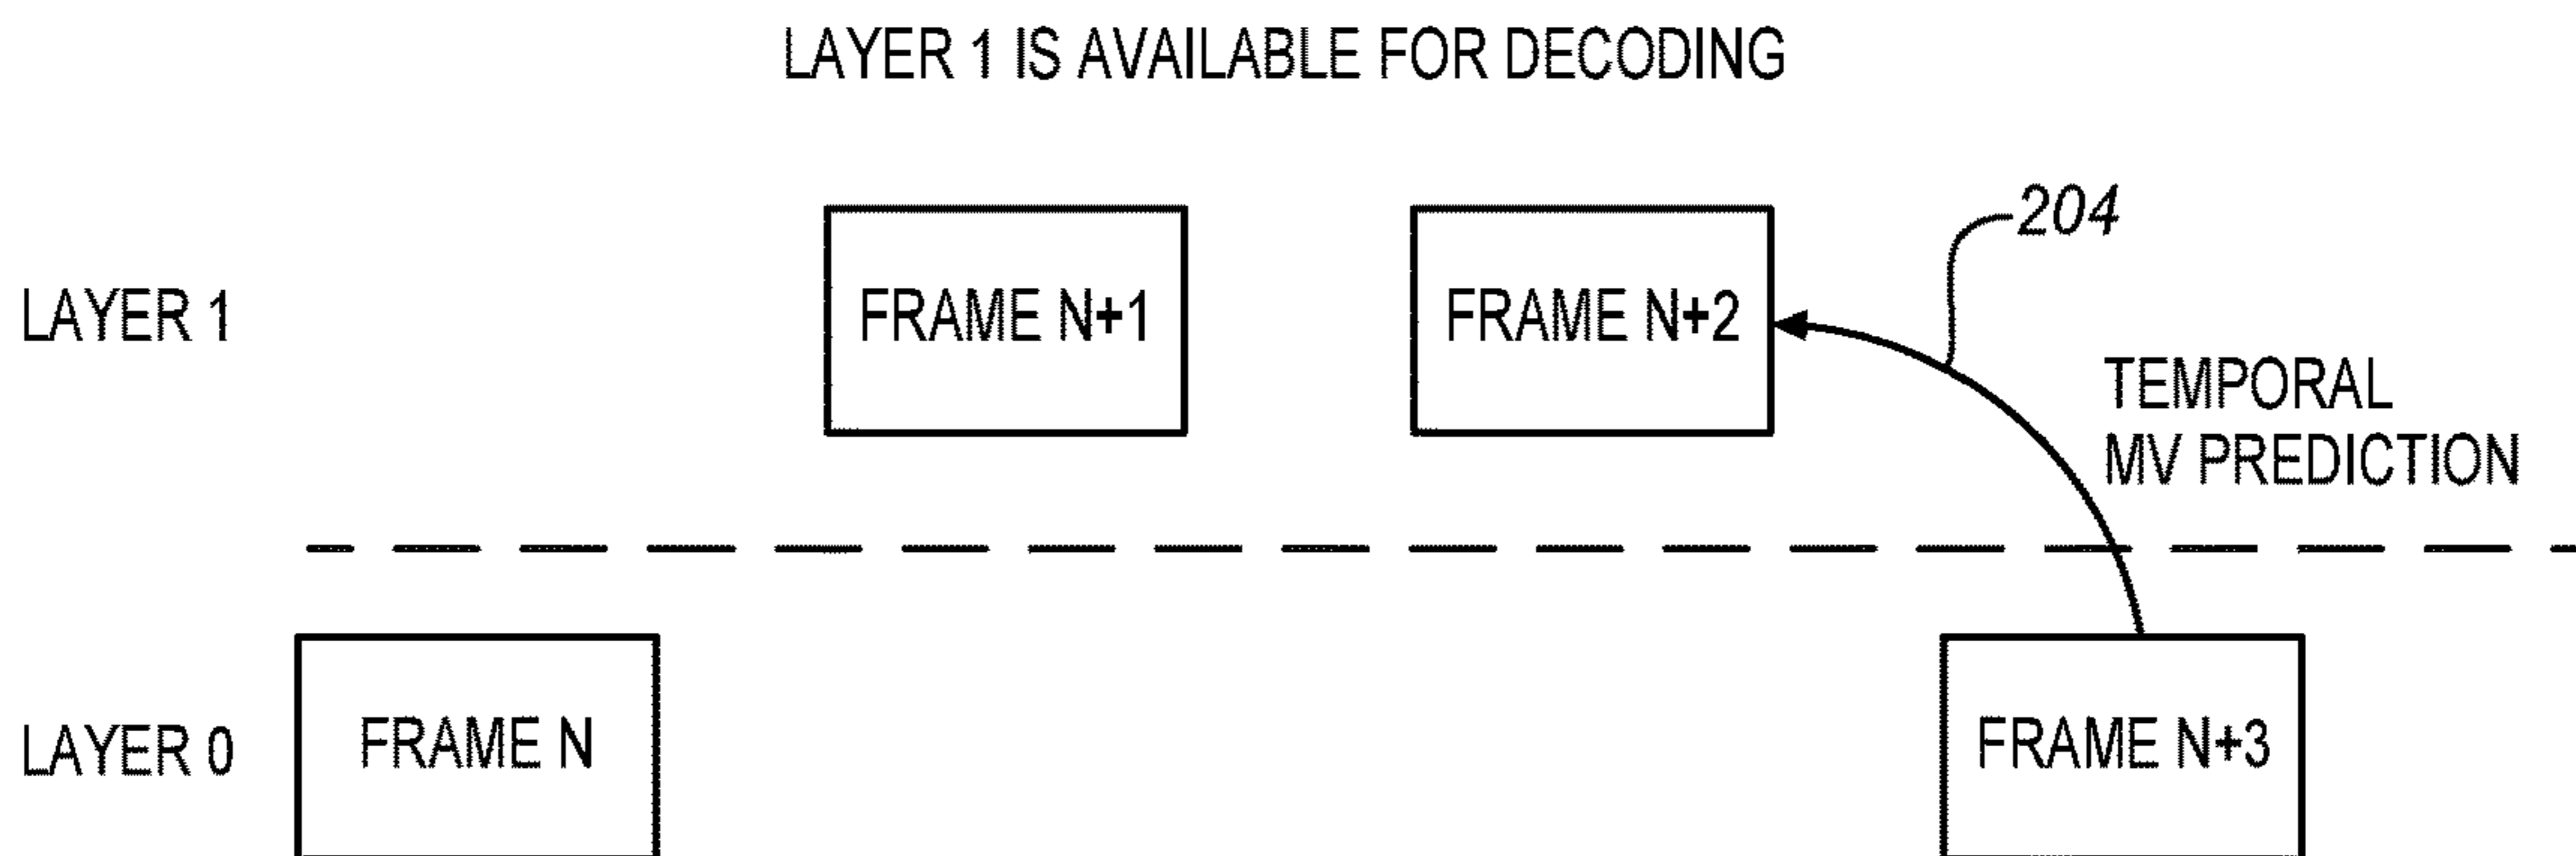 LAYER 1 IS AVAILABLE FOR DECODING
204
LAYER 1
FRAME N+1
FRAME N+2
TEMPORAL
MV PREDICTION
LAYER 0
FRAME N
FRAME N+3